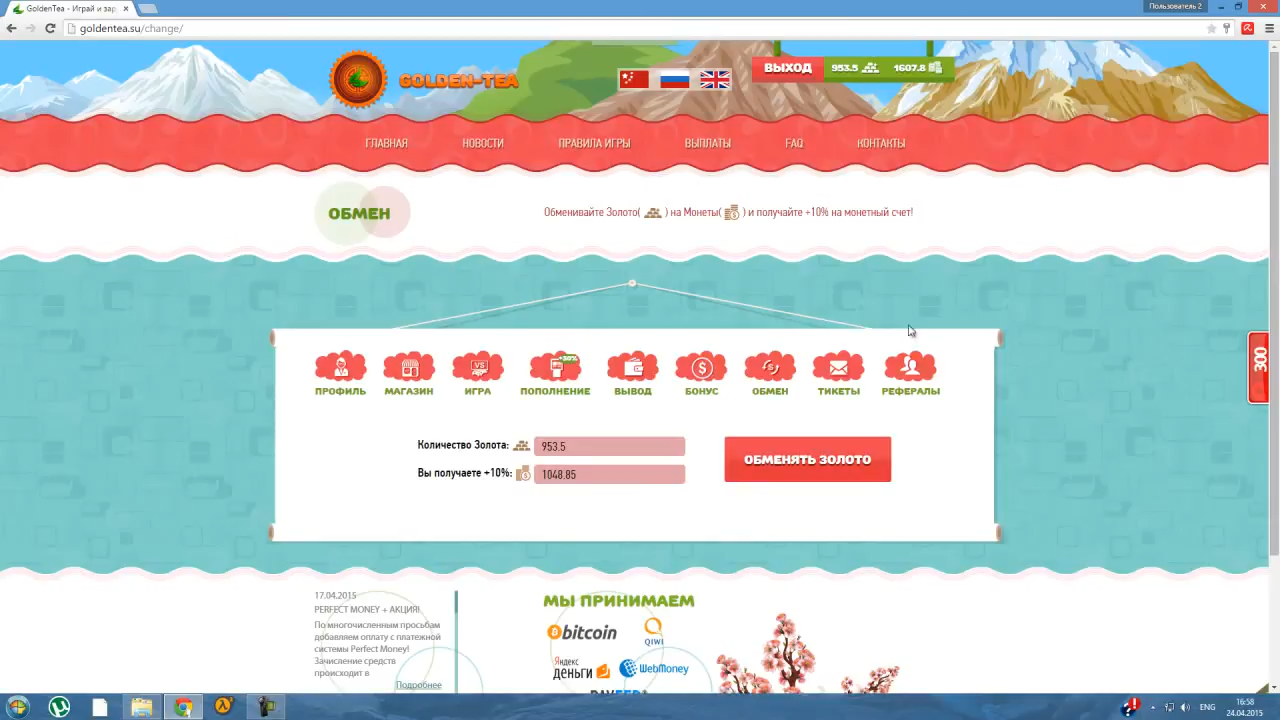 GoldenTea - Играй и зар
Пользователь 2
goldentea.su/change/
GOLDEN-TEA
ВЫХОД 953.5 1607.8
ГЛАВНАЯ НОВОСТИ ПРАВИЛА ИГРЫ ВЫПЛАТЫ FAQ КОНТАКТЫ
ОБМЕН
Обменивайте Золото( ) на Монеты( ) и получайте +10% на монетный счет!
VS +30%
ПРОФИЛЬ МАГАЗИН ИГРА ПОПОЛНЕНИЕ ВЫВОД БОНУС ОБМЕН ТИКЕТЫ РЕФЕРАЛЫ
300
Количество Золота: 953.5
Вы получаете +10%: 1048.85
ОБМЕНЯТЬ ЗОЛОТО
17.04.2015
PERFECT MONEY + АКЦИЯ!
По многочисленным просьбам
добавляем оплату с платежной
системы Perfect Money!
Зачисление средств
происходит в
Подробнее
МЫ ПРИНИМАЕМ
bitcoin
QIWI
Яндекс
деньги
WebMoney
ENG
16:58
24.04.2015